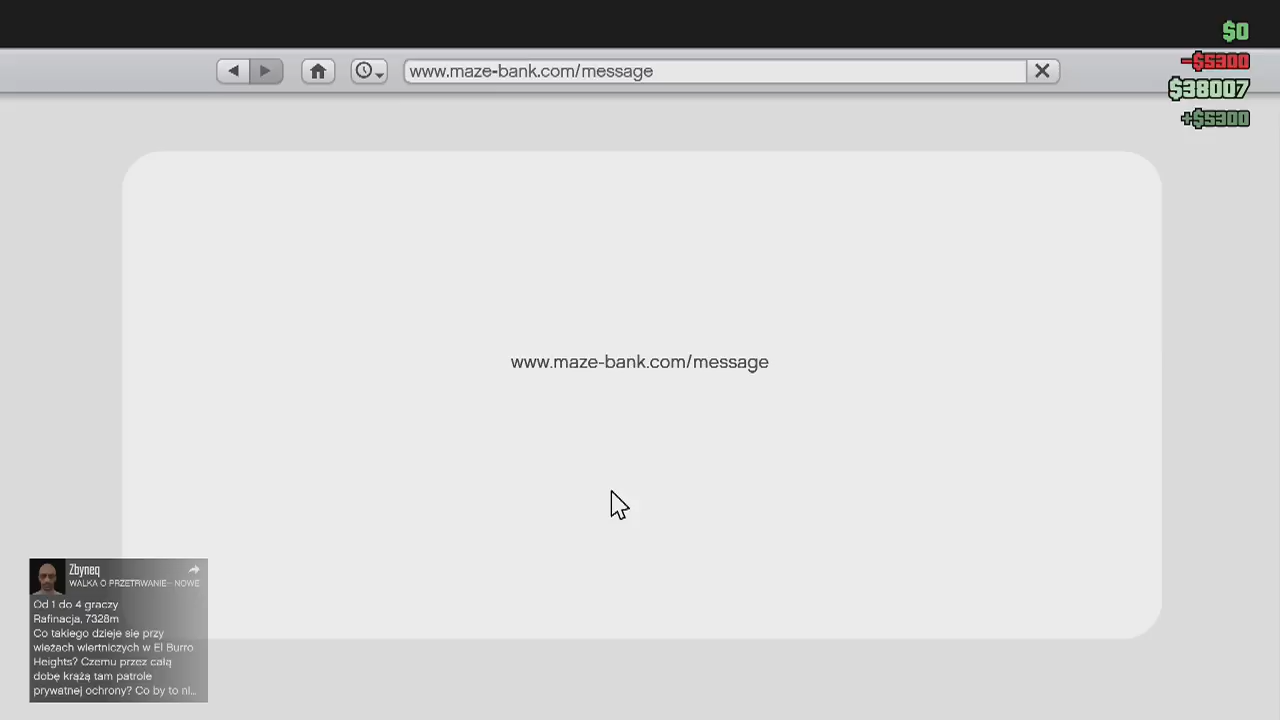 $0
www.maze-bank.com/message
-$5300
$38007
+$5300
www.maze-bank.com/message
Zbyneq
WALKA O PRZETRWANIE - NOWE
Od 1 do 4 graczy
Rafinacja, 7328m
Co takiego dzieje się przy
wieżach wiertniczych w El Burro
Heights? Czemu przez całą
dobę krążą tam patrole
prywatnej ochrony? Co by to ni...